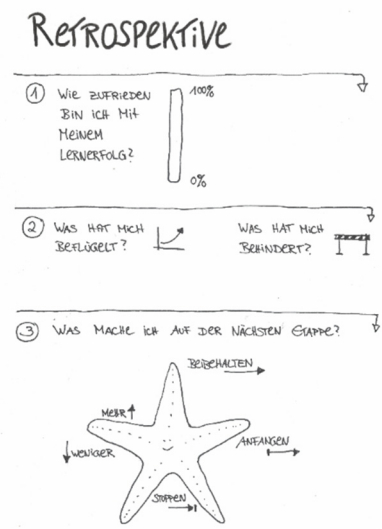 Retrospektive
1 Wie zufrieden
bin ich mit
meinem
Lernerfolg?
100%
0%
2 Was hat mich
beflügelt?
Was hat mich
behindert?
3 Was mache ich auf der nächsten Etappe?
Beibehalten
Mehr
Anfangen
Weniger
Stoppen